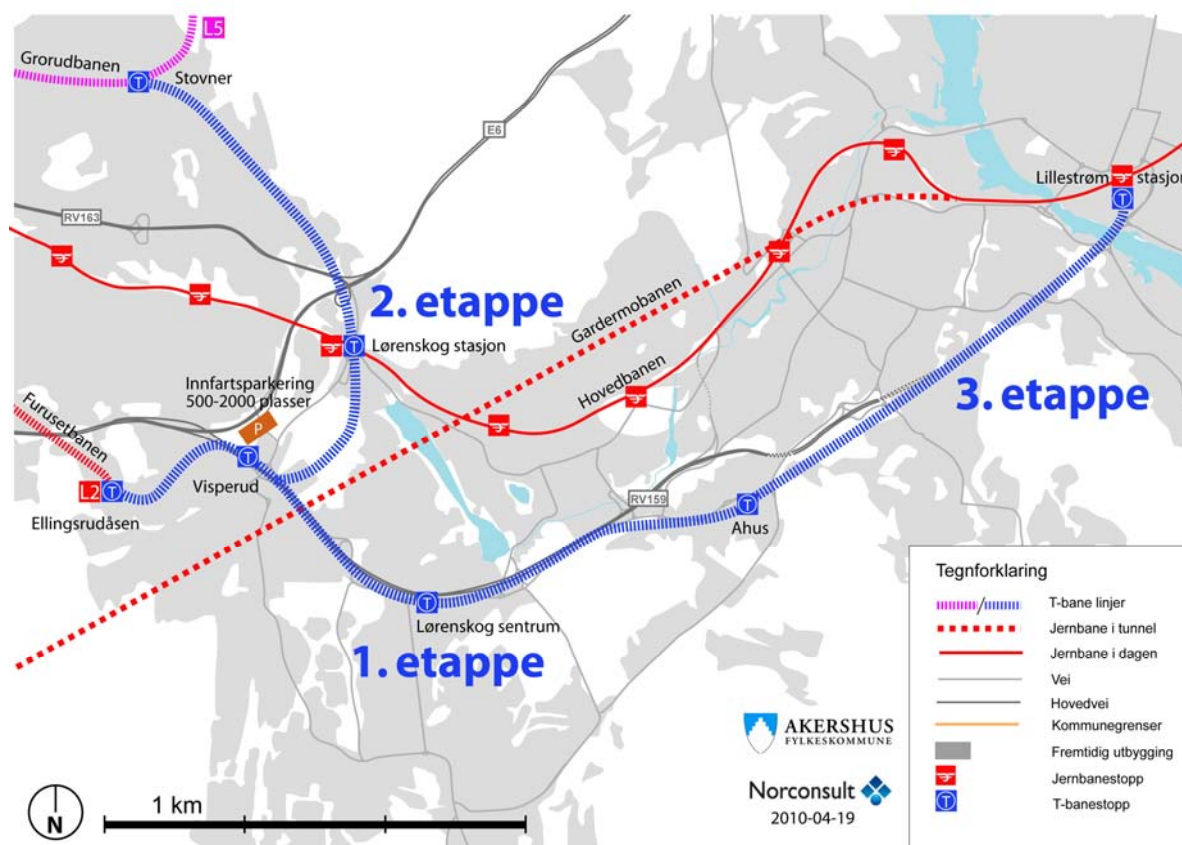 L5
Grorudbanen
Stovner
E6
RV163
Lillestrøm stasjon
2. etappe
Lørenskog stasjon
Gardermobanen
Innfartsparkering
500-2000 plasser
Hovedbanen
3. etappe
Furusetbanen
P
L2
Visperud
Ellingsrudåsen
RV159
Ahus
Lørenskog sentrum
1. etappe
Tegnforklaring
T-bane linjer
Jernbane i tunnel
Jernbane i dagen
Vei
Hovedvei
Kommunegrenser
Fremtidig utbygging
Jernbanestopp
T-banestopp
AKERSHUS
FYLKESKOMMUNE
Norconsult
2010-04-19
N
1 km